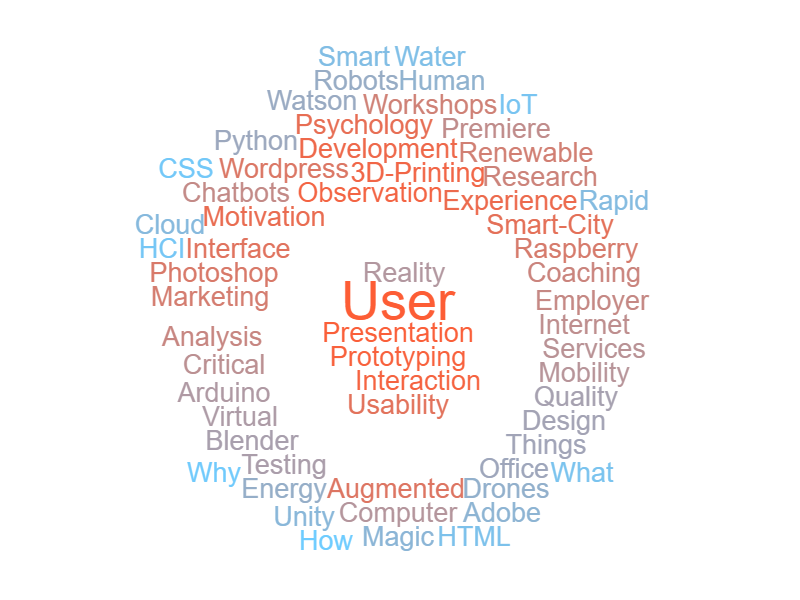 Smart Water
Robots Human
Watson Workshops IoT
Psychology Premiere
Python Development Renewable
CSS Wordpress 3D-Printing Research
Chatbots Observation Experience Rapid
Cloud Motivation Smart-City
HCI Interface Raspberry
Photoshop Reality Coaching
Marketing User Employer
Internet
Analysis Presentation Services
Critical Prototyping Mobility
Arduino Interaction Quality
Virtual Usability Design
Blender Things
Testing Office
Why What
Energy Augmented Drones
Unity Computer Adobe
How Magic HTML